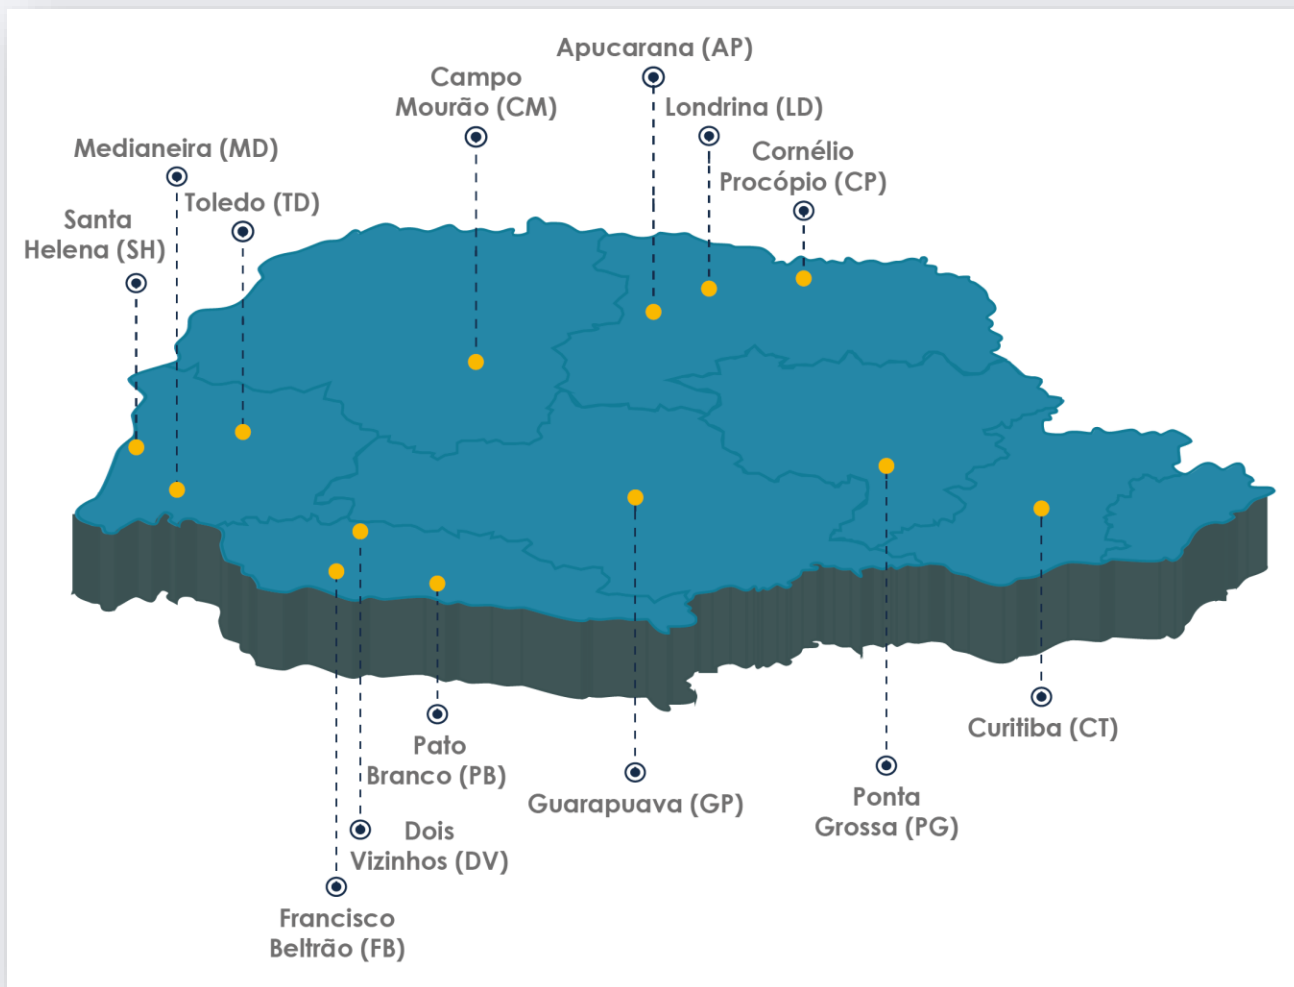 Apucarana (AP)
Campo
Mourão (CM)
Londrina (LD)
Medianeira (MD)
Cornélio
Procópio (CP)
Toledo (TD)
Santa
Helena (SH)
Curitiba (CT)
Pato
Branco (PB)
Guarapuava (GP)
Ponta
Grossa (PG)
Dois
Vizinhos (DV)
Francisco
Beltrão (FB)